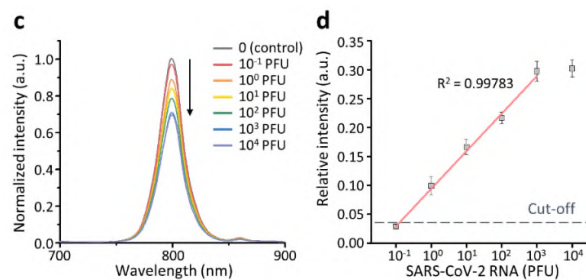 c
Normalized intensity (a.u.)
1.0
0.8
0.6
0.4
0.2
0.0
700
800
900
Wavelength (nm)
0 (control)
10⁻¹ PFU
10⁰ PFU
10¹ PFU
10² PFU
10³ PFU
10⁴ PFU
d
Relative intensity (a.u.)
0.35
0.30
0.25
0.20
0.15
0.10
0.05
0.00
R² = 0.99783
Cut-off
10⁻¹
10⁰
10¹
10²
10³
10⁴
SARS-CoV-2 RNA (PFU)